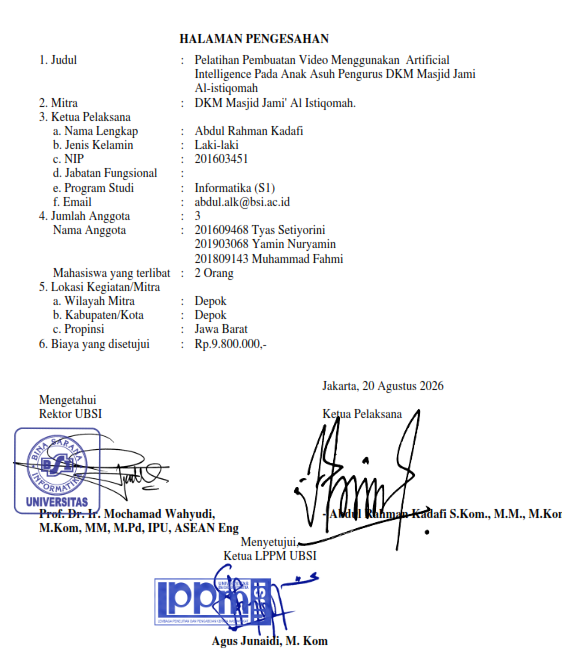 HALAMAN PENGESAHAN
1. Judul : Pelatihan Pembuatan Video Menggunakan Artificial
Intelligence Pada Anak Asuh Pengurus DKM Masjid Jami
Al-istiqomah
2. Mitra : DKM Masjid Jami' Al Istiqomah.
3. Ketua Pelaksana
a. Nama Lengkap : Abdul Rahman Kadafi
b. Jenis Kelamin : Laki-laki
c. NIP : 201603451
d. Jabatan Fungsional :
e. Program Studi : Informatika (S1)
f. Email : abdul.alk@bsi.ac.id
4. Jumlah Anggota : 3
Nama Anggota : 201609468 Tyas Setiyorini
201903068 Yamin Nuryamin
201809143 Muhammad Fahmi
Mahasiswa yang terlibat : 2 Orang
5. Lokasi Kegiatan/Mitra
a. Wilayah Mitra : Depok
b. Kabupaten/Kota : Depok
c. Propinsi : Jawa Barat
6. Biaya yang disetujui : Rp.9.800.000,-
Jakarta, 20 Agustus 2026
Mengetahui
Rektor UBSI
Ketua Pelaksana
BINA SARANA
BSI
INFORMATIKA
UNIVERSITAS
Prof. Dr. Ir. Mochamad Wahyudi,
M.Kom, MM, M.Pd, IPU, ASEAN Eng
Abdul Rahman Kadafi S.Kom., M.M., M.Kom
Menyetujui,
Ketua LPPM UBSI
lppm
Agus Junaidi, M. Kom